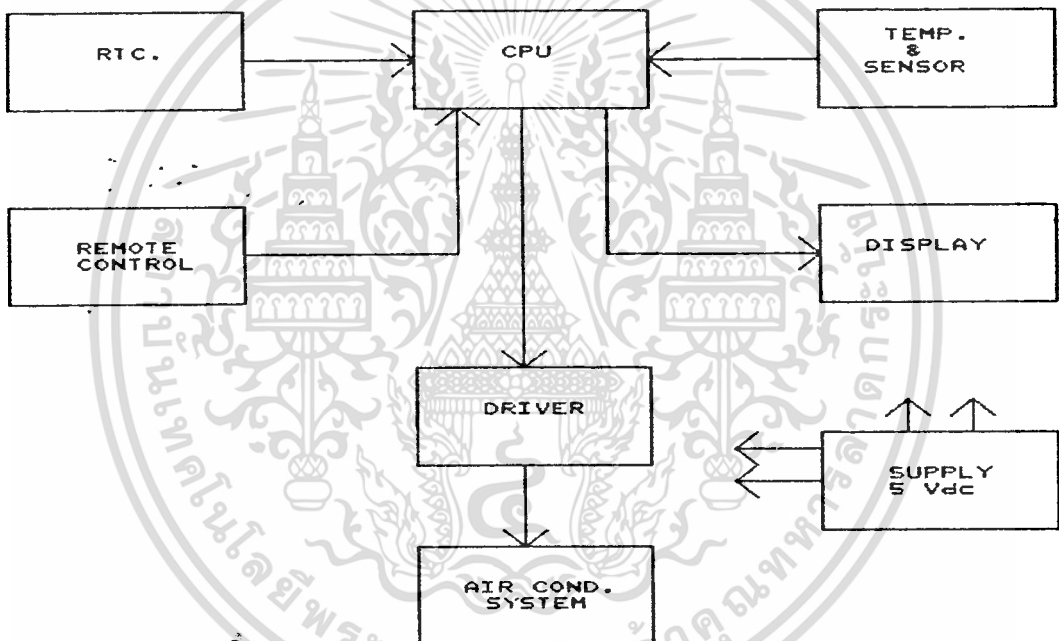 RTC.
CPU
TEMP.
&
SENSOR
REMOTE
CONTROL
DISPLAY
DRIVER
SUPPLY
5 Vdc
AIR COND.
SYSTEM